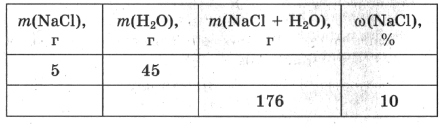 m(NaCl), г
m(H₂O), г
m(NaCl + H₂O), г
ω(NaCl), %
5 45
176 10